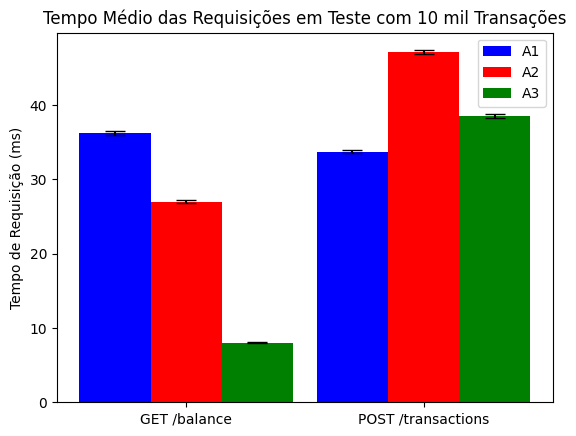 Tempo Médio das Requisições em Teste com 10 mil Transações
A1
A2
A3
Tempo de Requisição (ms)
40
30
20
10
0
GET /balance
POST /transactions